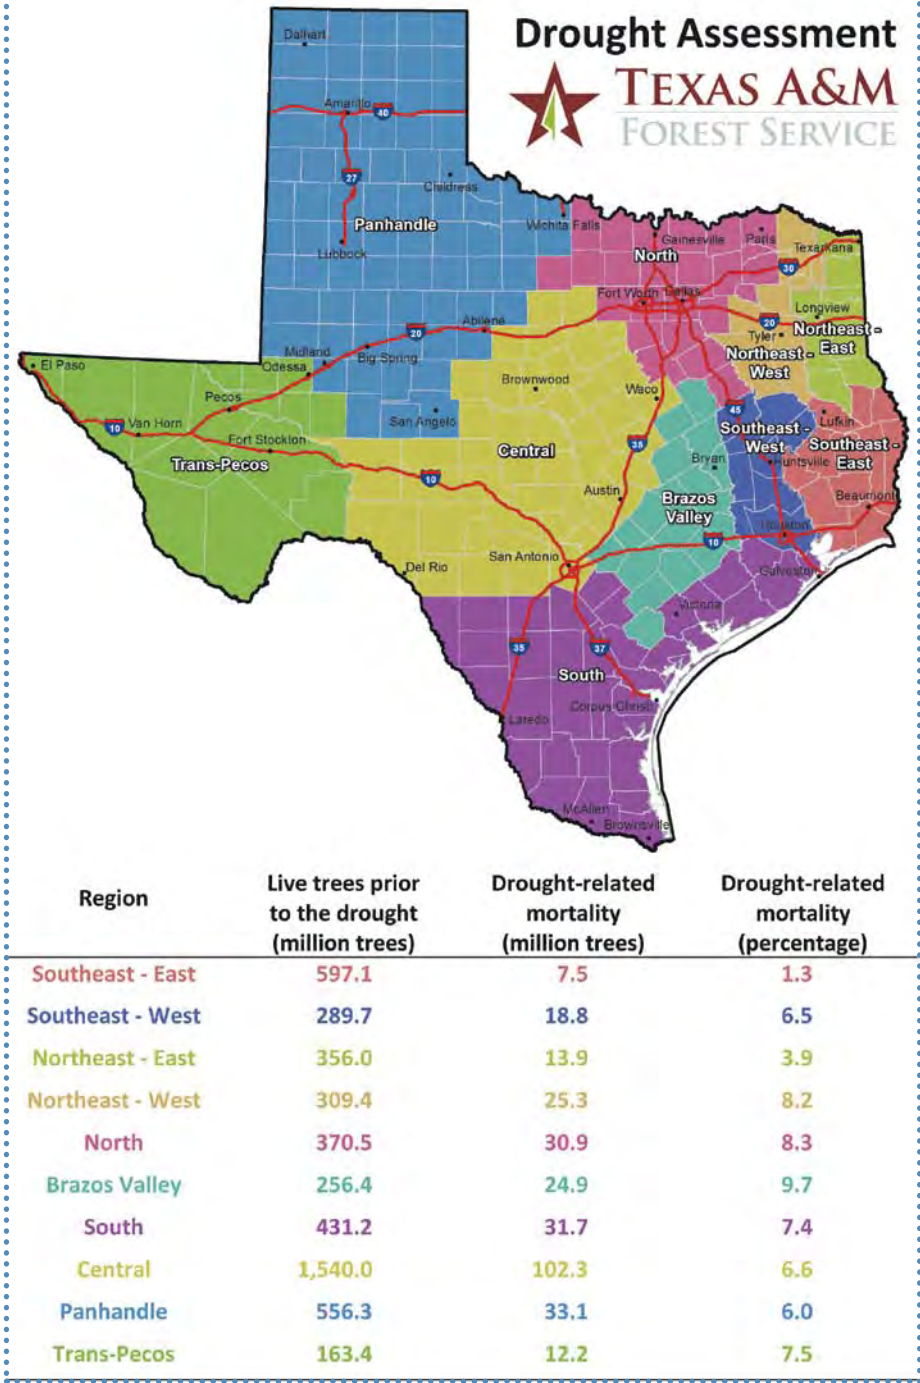 Drought Assessment
TEXAS A&M
FOREST SERVICE
Dalhart
Amarillo
40
27
Childress
Panhandle
Wichita Falls
Lubbock
North
Gainesville
Paris
Texarkana
30
Fort Worth
Dallas
Longview
Abilene
20
20
Tyler
Northeast -
East
Northeast -
West
El Paso
Midland
Odessa
Big Spring
Brownwood
Waco
Pecos
San Angelo
45
Lufkin
10
Van Horn
Fort Stockton
Trans-Pecos
Central
35
Southeast -
West
Southeast -
East
Bryan
Huntsville
10
Austin
Brazos
Valley
Beaumont
Houston
San Antonio
10
Del Rio
Galveston
Victoria
35
37
South
Corpus Christi
Laredo
McAllen
Brownsville
Region
Live trees prior
to the drought
(million trees)
Drought-related
mortality
(million trees)
Drought-related
mortality
(percentage)
Southeast - East 597.1 7.5 1.3
Southeast - West 289.7 18.8 6.5
Northeast - East 356.0 13.9 3.9
Northeast - West 309.4 25.3 8.2
North 370.5 30.9 8.3
Brazos Valley 256.4 24.9 9.7
South 431.2 31.7 7.4
Central 1,540.0 102.3 6.6
Panhandle 556.3 33.1 6.0
Trans-Pecos 163.4 12.2 7.5